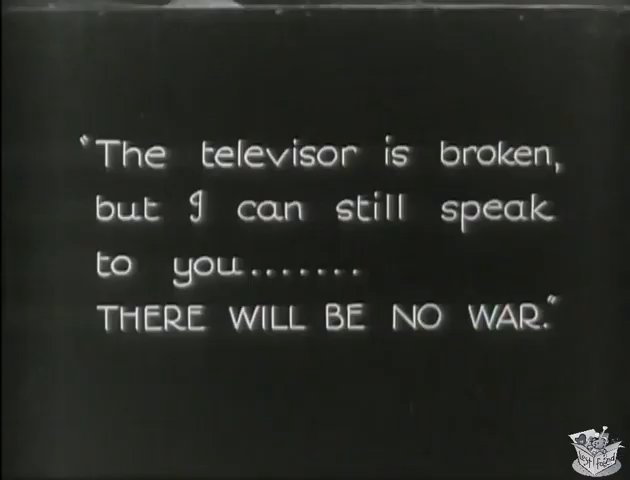 "The televisor is broken,
but I can still speak
to you.......
THERE WILL BE NO WAR."